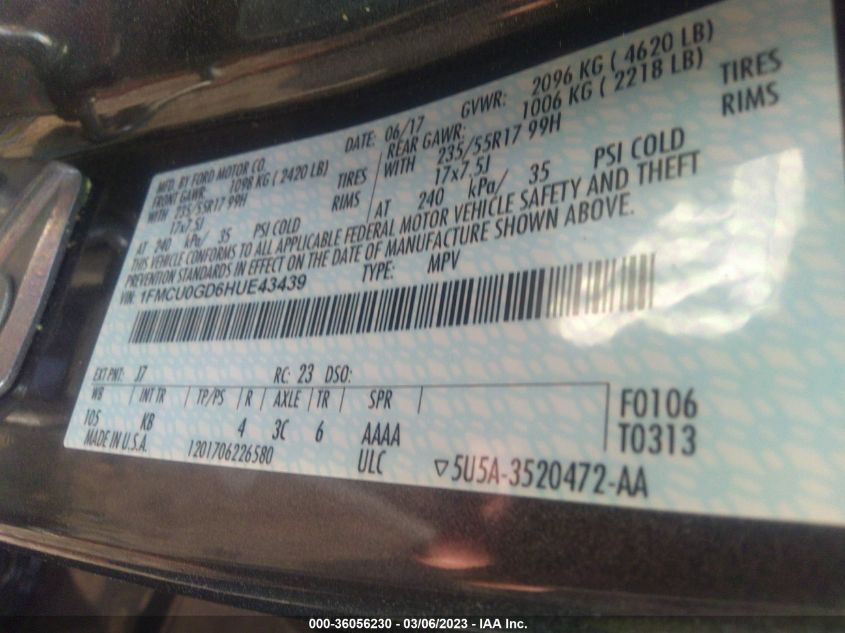 MFD. BY FORD MOTOR CO. DATE: 06/17 GVWR: 2096 KG ( 4620 LB)
FRONT GAWR: 1098 KG ( 2420 LB) REAR GAWR: 1006 KG ( 2218 LB)
WITH 235/55R17 99H TIRES WITH 235/55R17 99H TIRES
17x7.5J RIMS 17x7.5J RIMS
AT 240 kPa/ 35 PSI COLD AT 240 kPa/ 35 PSI COLD
THIS VEHICLE CONFORMS TO ALL APPLICABLE FEDERAL MOTOR VEHICLE SAFETY AND THEFT
PREVENTION STANDARDS IN EFFECT ON THE DATE OF MANUFACTURE SHOWN ABOVE.
VIN: 1FMCU0GD6HUE43439 TYPE: MPV
EXT PNT: J7 RC: 23 DSO:
WB INT TR TP/PS R AXLE TR SPR F0106
105 KB 4 3C 6 AAAA T0313
MADE IN U.S.A. 1201706226580 ULC 5U5A-3520472-AA
000-36056230 - 03/06/2023 - IAA Inc.